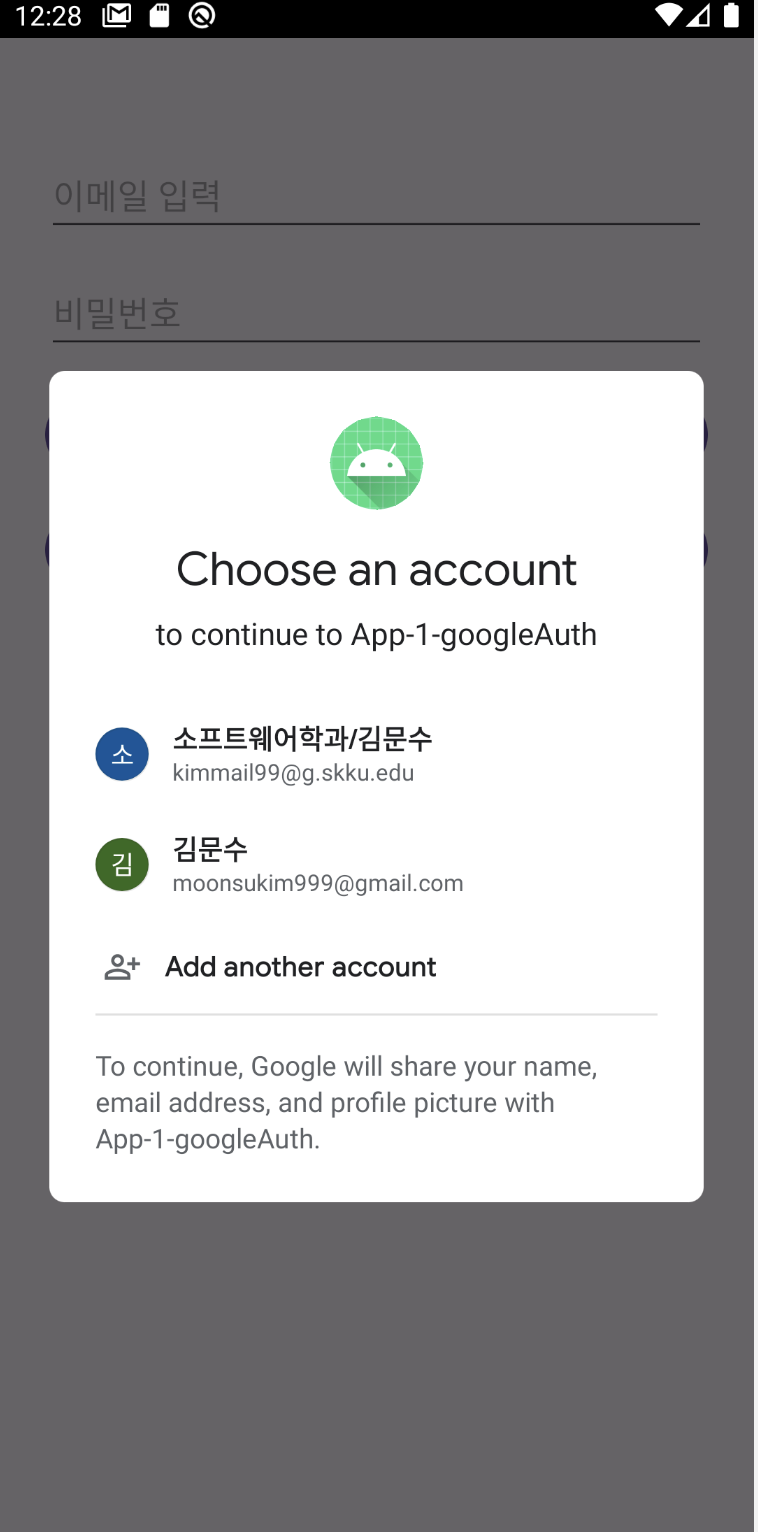 12:28
이메일 입력
비밀번호
Choose an account
to continue to App-1-googleAuth
소
소프트웨어학과/김문수
kimmail99@g.skku.edu
김
김문수
moonsukim999@gmail.com
Add another account
To continue, Google will share your name,
email address, and profile picture with
App-1-googleAuth.